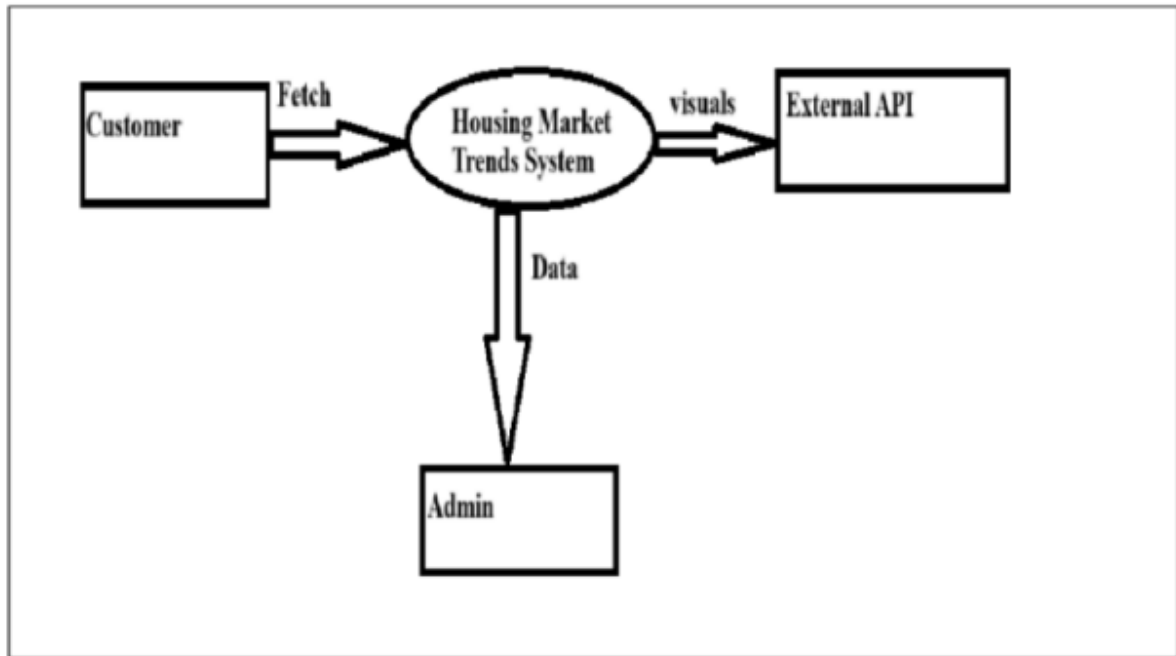 Customer
Fetch
Housing Market
Trends System
visuals
External API
Data
Admin